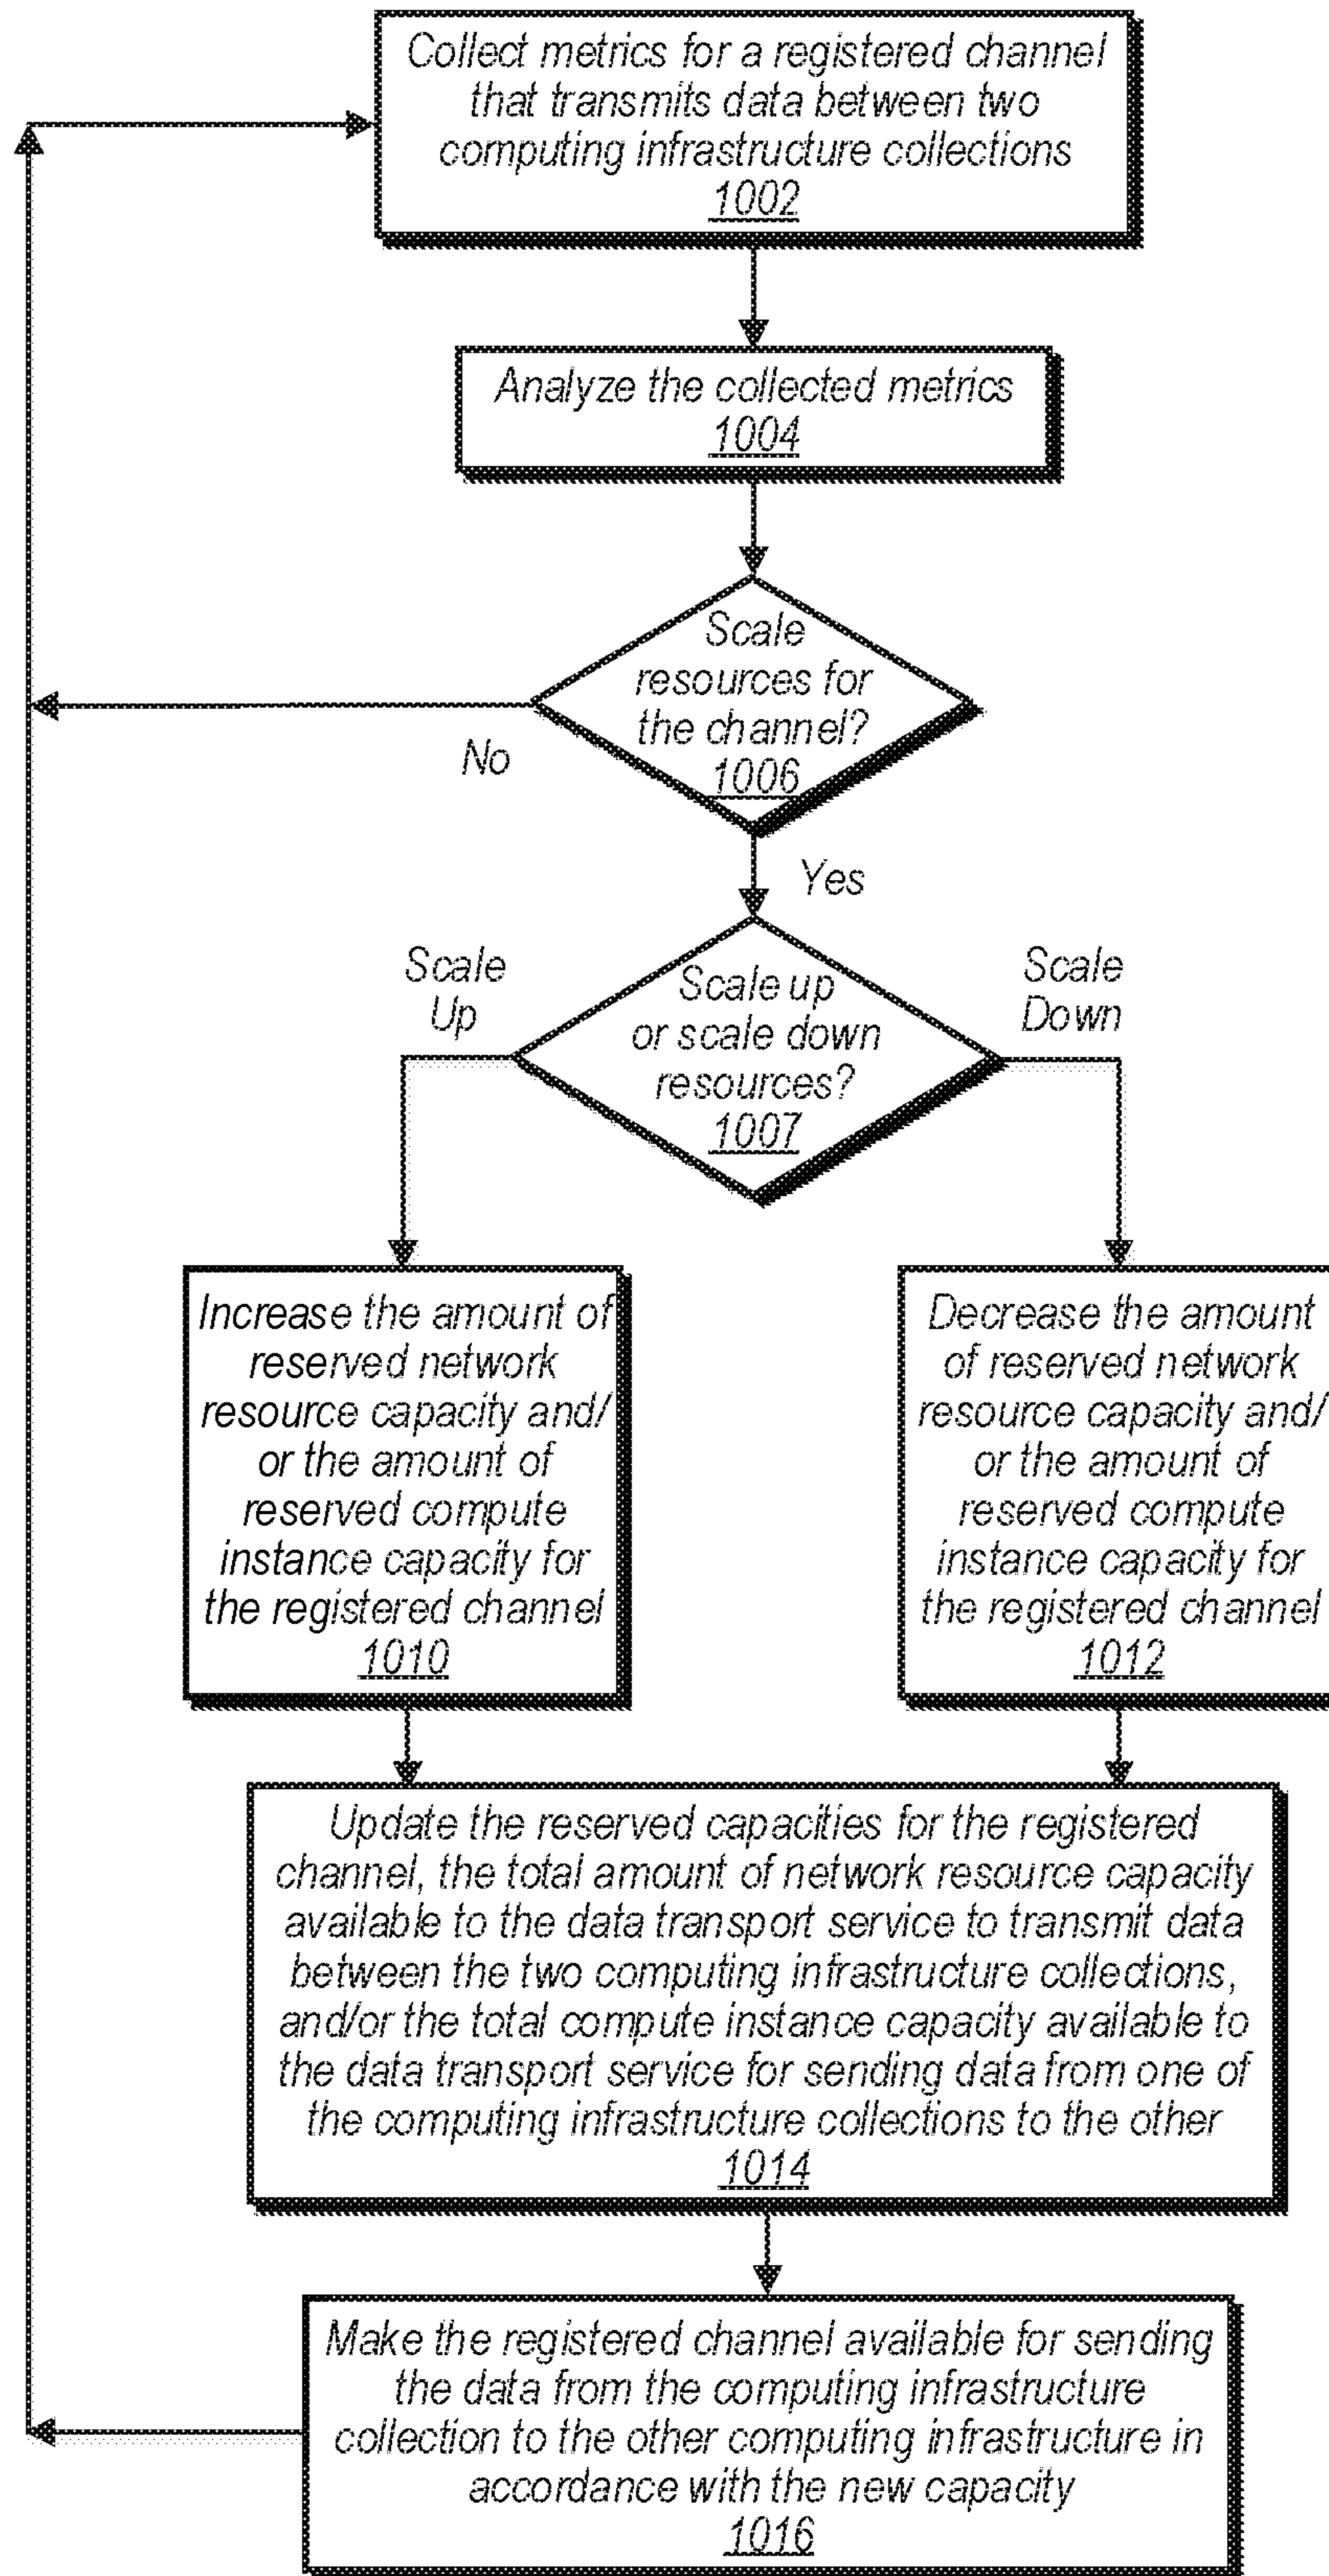 Collect metrics for a registered channel
that transmits data between two
computing infrastructure collections
1002
Analyze the collected metrics
1004
Scale
resources for
the channel?
1006
No
Yes
Scale
Up
Scale up
or scale down
resources?
1007
Scale
Down
Increase the amount of
reserved network
resource capacity and/
or the amount of
reserved compute
instance capacity for
the registered channel
1010
Decrease the amount
of reserved network
resource capacity and/
or the amount of
reserved compute
instance capacity for
the registered channel
1012
Update the reserved capacities for the registered
channel, the total amount of network resource capacity
available to the data transport service to transmit data
between the two computing infrastructure collections,
and/or the total compute instance capacity available to
the data transport service for sending data from one of
the computing infrastructure collections to the other
1014
Make the registered channel available for sending
the data from the computing infrastructure
collection to the other computing infrastructure in
accordance with the new capacity
1016